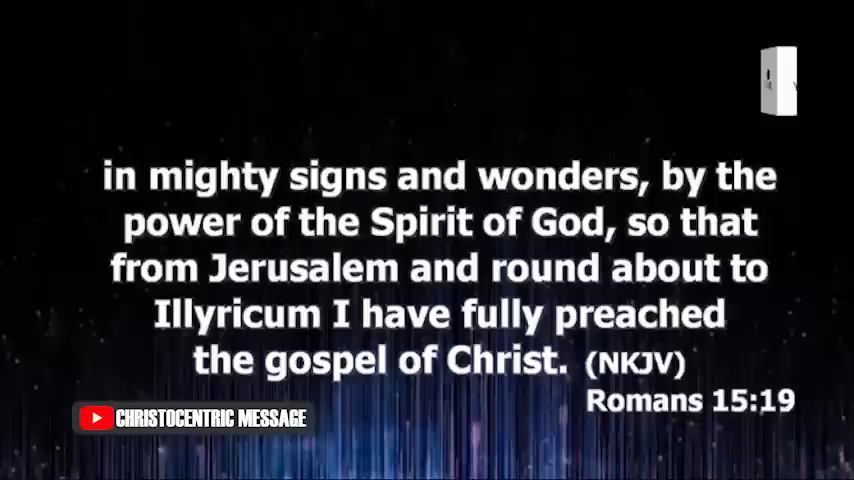 in mighty signs and wonders, by the
power of the Spirit of God, so that
from Jerusalem and round about to
Illyricum I have fully preached
the gospel of Christ. (NKJV)
Romans 15:19
CHRISTOCENTRIC MESSAGE